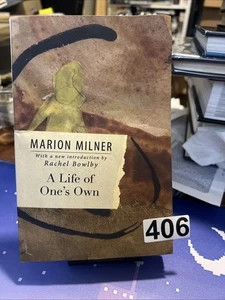 MARION MILNER
With a new introduction by
Rachel Bowlby
A Life of
One's Own
406